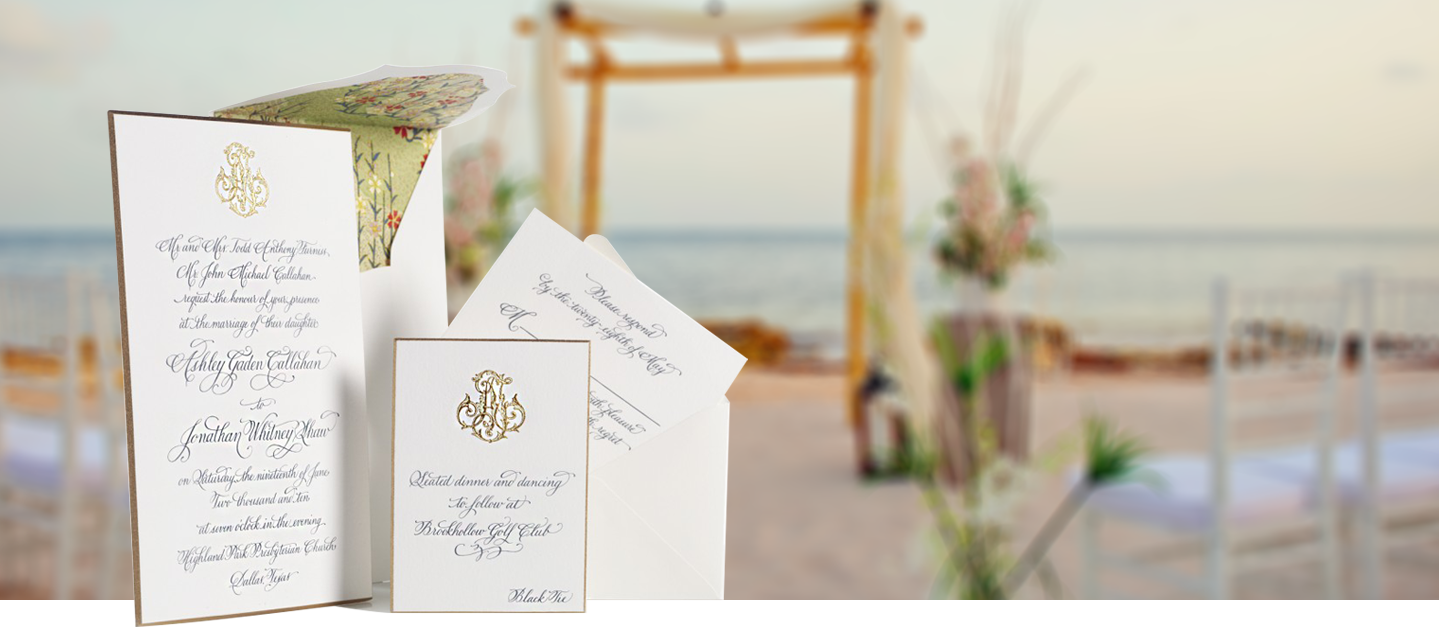 Mr and Mrs. Todd Anthony Furniss,
Mr. John Michael Callahan
request the honour of your presence
at the marriage of their daughter
Ashley Gaden Callahan
to
Jonathan Whitney Shaw
on Saturday, the nineteenth of June
Two thousand and ten
at seven o'clock in the evening
Highland Park Presbyterian Church
Dallas, Texas
Please respond
by the twenty-eighth of May
M
with pleasure
regret
Seated dinner and dancing
to follow at
Brookhollow Golf Club
Black Tie